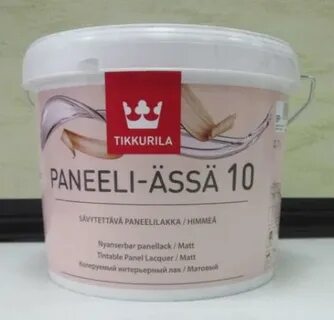 TIKKURILA
PANEELI-ÄSSÄ 10
SÄVYTETTÄVÄ PANEELILAKKA / HIMMEÄ
Nyanserbar panellack / Matt
Tintable Panel Lacquer / Matt
Колеруемый интерьерный лак / Матовый